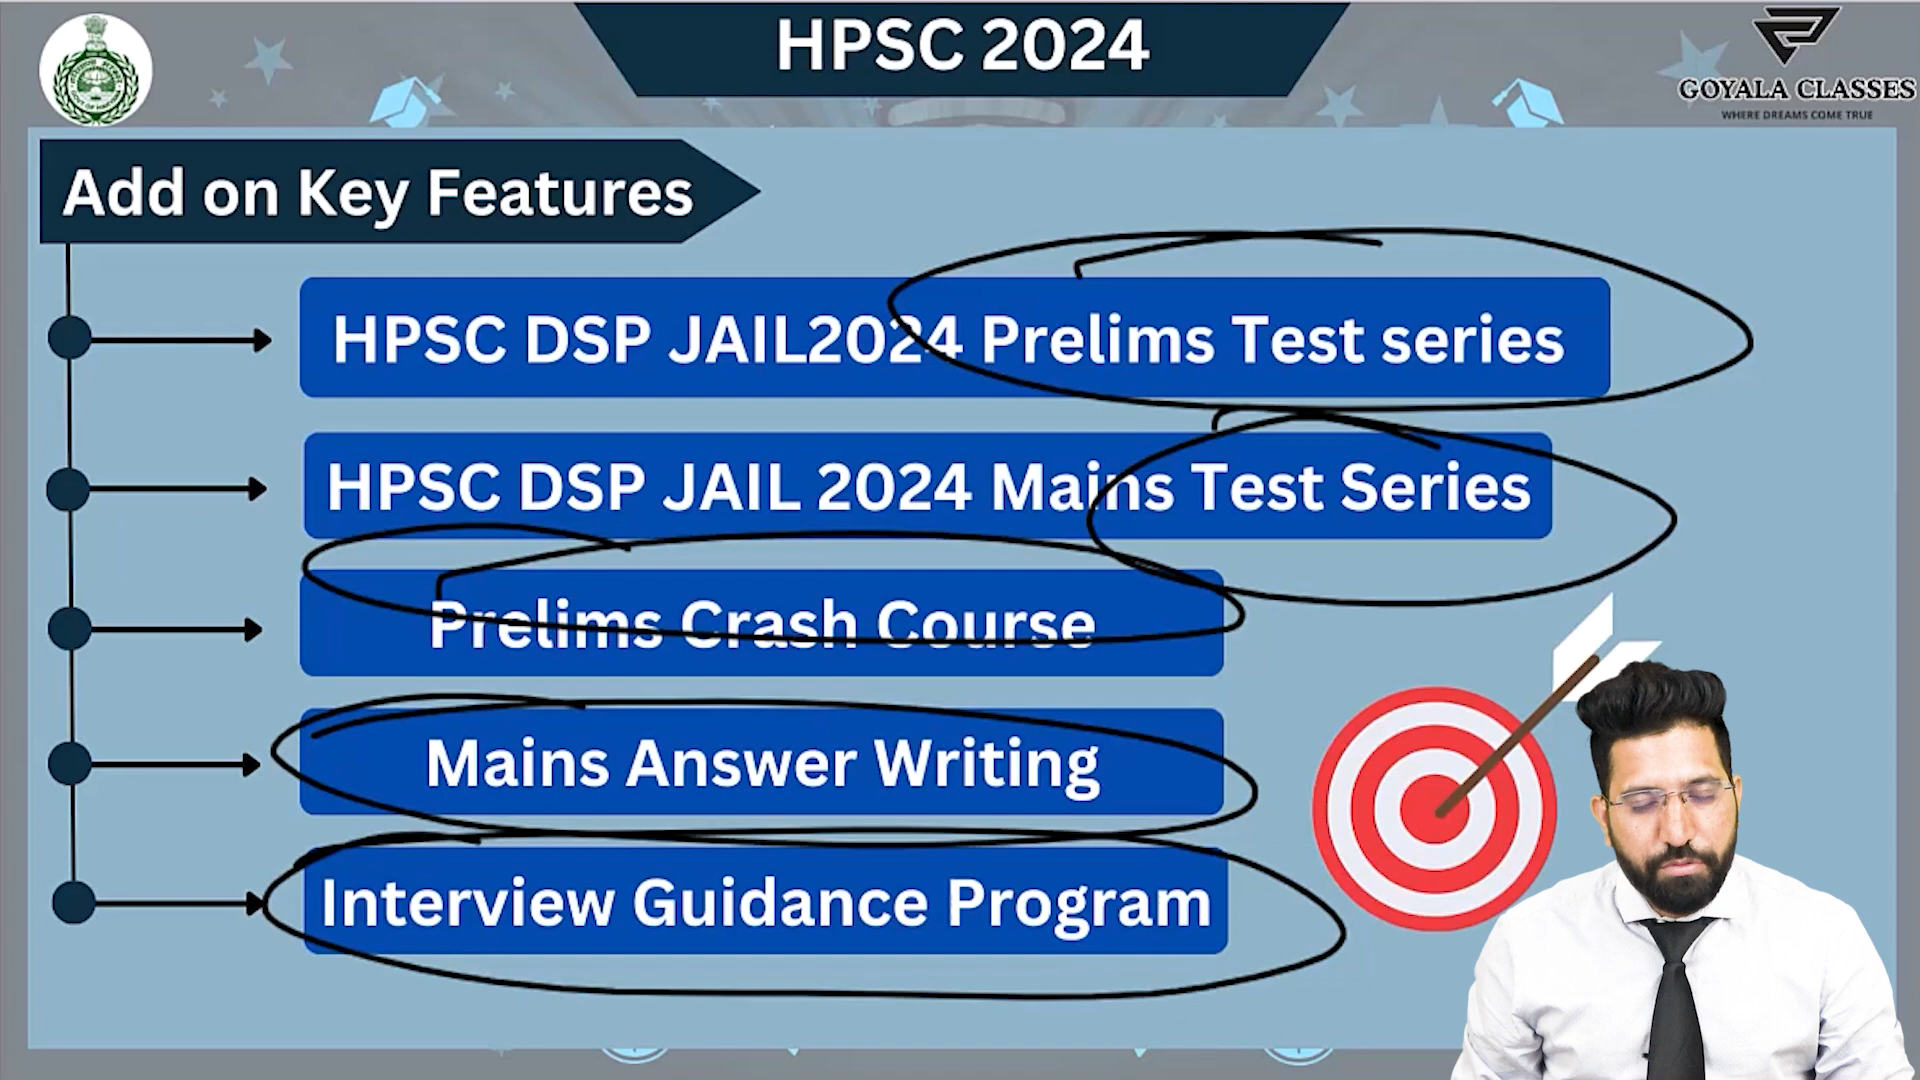 HPSC 2024
GOYALA CLASSES
WHERE DREAMS COME TRUE
Add on Key Features
HPSC DSP JAIL2024 Prelims Test series
HPSC DSP JAIL 2024 Mains Test Series
Prelims Crash Course
Mains Answer Writing
Interview Guidance Program